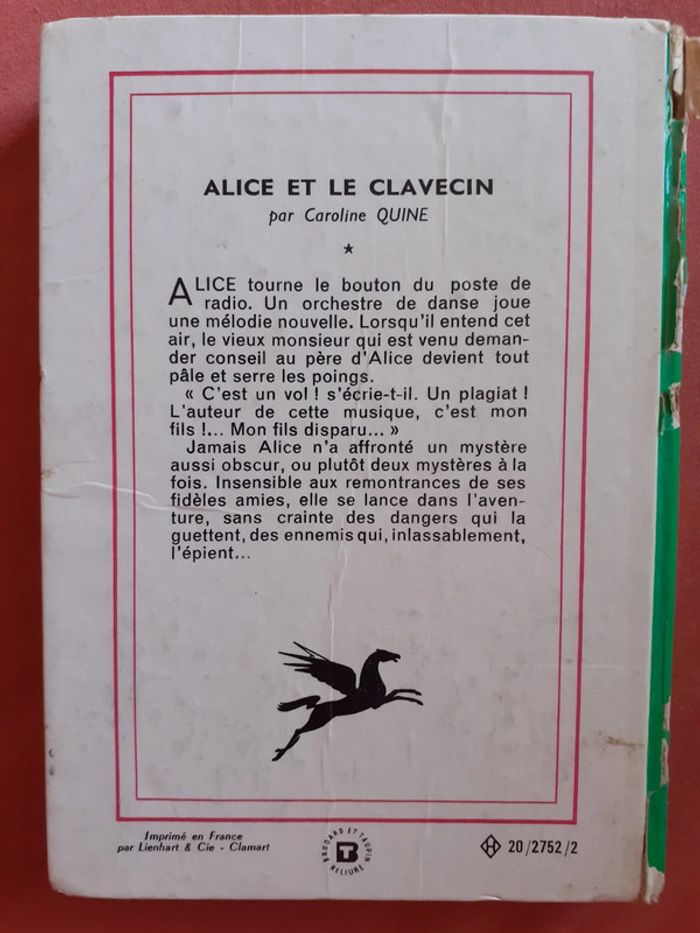 ALICE ET LE CLAVECIN
par Caroline QUINE
ALICE tourne le bouton du poste de
radio. Un orchestre de danse joue
une mélodie nouvelle. Lorsqu'il entend cet
air, le vieux monsieur qui est venu deman-
der conseil au père d'Alice devient tout
pâle et serre les poings.
« C'est un vol ! s'écrie-t-il. Un plagiat !
L'auteur de cette musique, c'est mon
fils !... Mon fils disparu... »
Jamais Alice n'a affronté un mystère
aussi obscur, ou plutôt deux mystères à la
fois. Insensible aux remontrances de ses
fidèles amies, elle se lance dans l'aven-
ture, sans crainte des dangers qui la
guettent, des ennemis qui, inlassablement,
l'épient...
Imprimé en France
par Lienhart & Cie - Clamart
BRODARD ET TAUPIN
RELIURE
H 20/2752/2